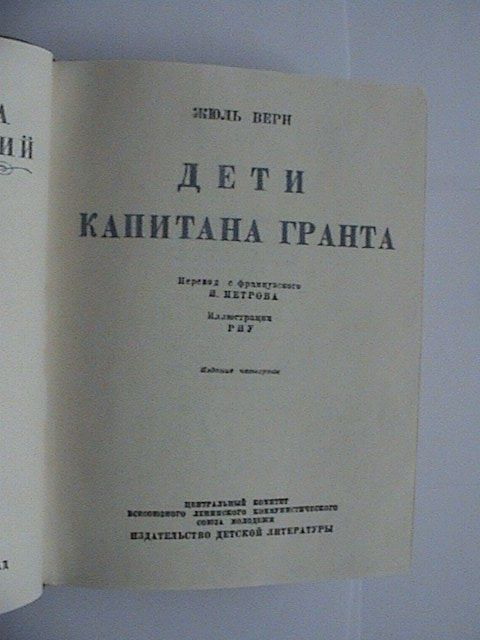 А
ИЙ
ЖЮЛЬ ВЕРН
ДЕТИ
КАПИТАНА ГРАНТА
Перевод с французского
И. ПЕТРОВА
Иллюстрации
РИУ
Издание четвертое
ЦЕНТРАЛЬНЫЙ КОМИТЕТ
ВСЕСОЮЗНОГО ЛЕНИНСКОГО КОММУНИСТИЧЕСКОГО
СОЮЗА МОЛОДЕЖИ
ИЗДАТЕЛЬСТВО ДЕТСКОЙ ЛИТЕРАТУРЫ